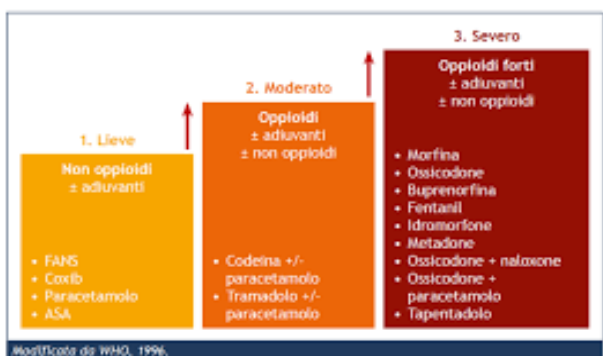 1. Lieve
Non oppioidi
± adiuvanti
• FANS
• Coxib
• Paracetamolo
• ASA
2. Moderato
Oppioidi
± adiuvanti
± non oppioidi
• Codeina +/-
paracetamolo
• Tramadolo +/-
paracetamolo
3. Severo
Oppioidi forti
± adiuvanti
± non oppioidi
• Morfina
• Ossicodone
• Buprenorfina
• Fentanil
• Idromorfone
• Metadone
• Ossicodone + naloxone
• Ossicodone +
paracetamolo
• Tapentadolo
Modificata da WHO, 1996.